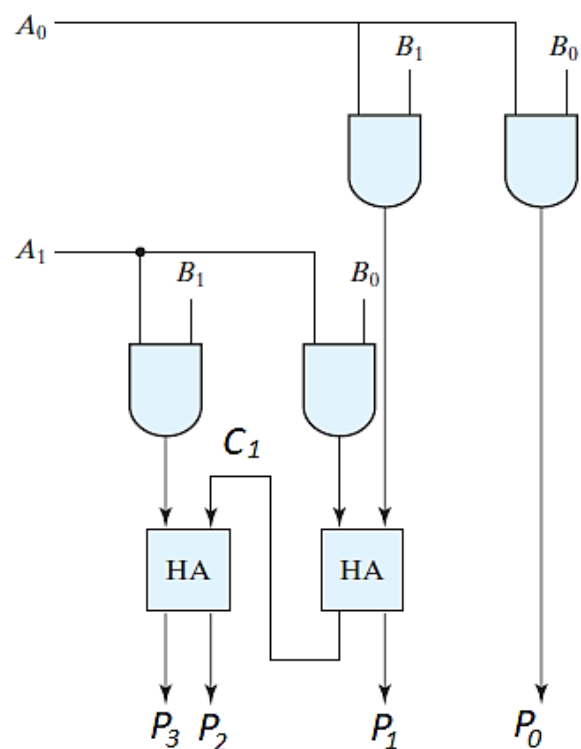 A₀
B₁ B₀
A₁
B₁ B₀
C₁
HA HA
P₃ P₂ P₁ P₀